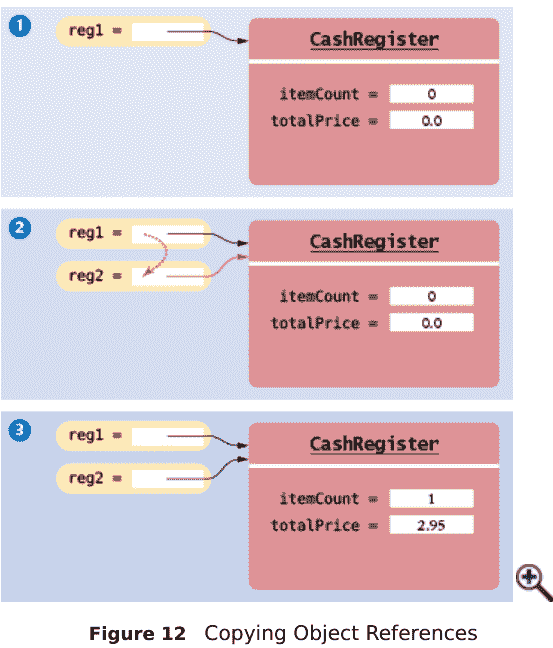 1
reg1 =
CashRegister
itemCount = 0
totalPrice = 0.0
2
reg1 =
reg2 =
CashRegister
itemCount = 0
totalPrice = 0.0
3
reg1 =
reg2 =
CashRegister
itemCount = 1
totalPrice = 2.95
Figure 12 Copying Object References